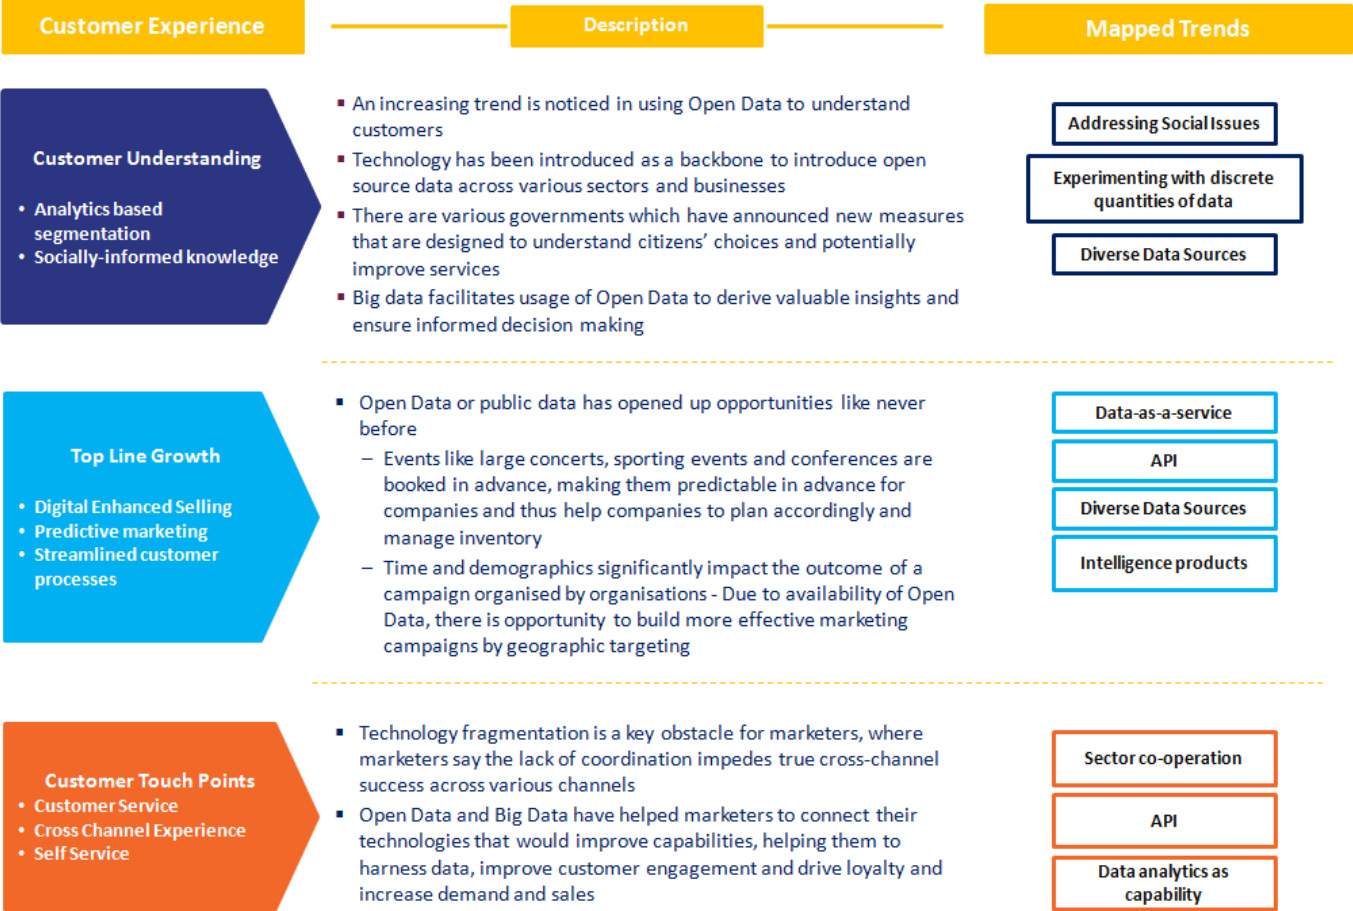 Customer Experience
Description
Mapped Trends
Customer Understanding
• Analytics based
segmentation
• Socially-informed knowledge
▪ An increasing trend is noticed in using Open Data to understand
customers
▪ Technology has been introduced as a backbone to introduce open
source data across various sectors and businesses
▪ There are various governments which have announced new measures
that are designed to understand citizens’ choices and potentially
improve services
▪ Big data facilitates usage of Open Data to derive valuable insights and
ensure informed decision making
Addressing Social Issues
Experimenting with discrete
quantities of data
Diverse Data Sources
Top Line Growth
• Digital Enhanced Selling
• Predictive marketing
• Streamlined customer
processes
▪ Open Data or public data has opened up opportunities like never
before
– Events like large concerts, sporting events and conferences are
booked in advance, making them predictable in advance for
companies and thus help companies to plan accordingly and
manage inventory
– Time and demographics significantly impact the outcome of a
campaign organised by organisations - Due to availability of Open
Data, there is opportunity to build more effective marketing
campaigns by geographic targeting
Data-as-a-service
API
Diverse Data Sources
Intelligence products
Customer Touch Points
• Customer Service
• Cross Channel Experience
• Self Service
▪ Technology fragmentation is a key obstacle for marketers, where
marketers say the lack of coordination impedes true cross-channel
success across various channels
▪ Open Data and Big Data have helped marketers to connect their
technologies that would improve capabilities, helping them to
harness data, improve customer engagement and drive loyalty and
increase demand and sales
Sector co-operation
API
Data analytics as
capability